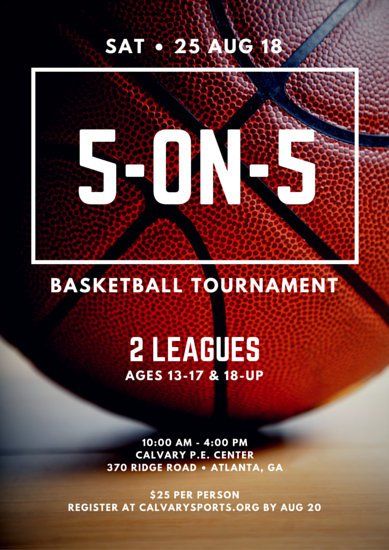 SAT • 25 AUG 18
5-ON-5
BASKETBALL TOURNAMENT
2 LEAGUES
AGES 13-17 & 18-UP
10:00 AM - 4:00 PM
CALVARY P.E. CENTER
370 RIDGE ROAD • ATLANTA, GA
$25 PER PERSON
REGISTER AT CALVARYSPORTS.ORG BY AUG 20